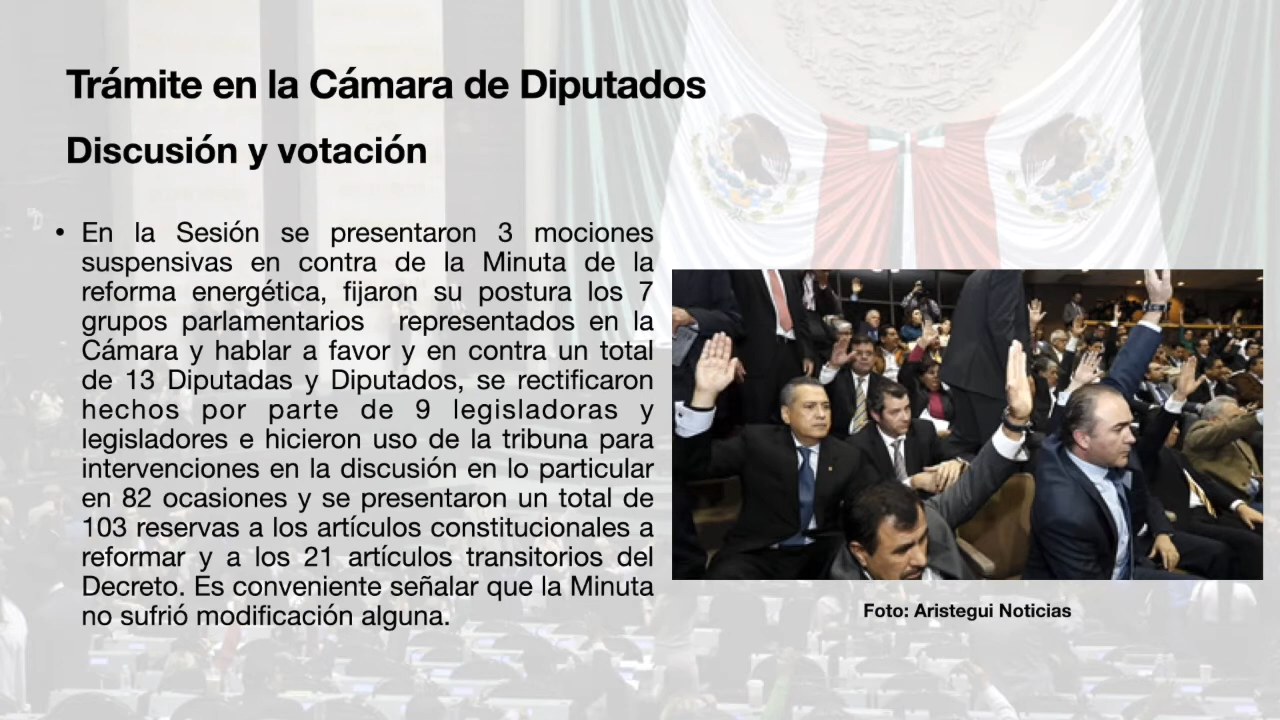 Trámite en la Cámara de Diputados
Discusión y votación
• En la Sesión se presentaron 3 mociones
suspensivas en contra de la Minuta de la
reforma energética, fijaron su postura los 7
grupos parlamentarios representados en la
Cámara y hablar a favor y en contra un total
de 13 Diputadas y Diputados, se rectificaron
hechos por parte de 9 legisladoras y
legisladores e hicieron uso de la tribuna para
intervenciones en la discusión en lo particular
en 82 ocasiones y se presentaron un total de
103 reservas a los artículos constitucionales a
reformar y a los 21 artículos transitorios del
Decreto. Es conveniente señalar que la Minuta
no sufrió modificación alguna.
Foto: Aristegui Noticias